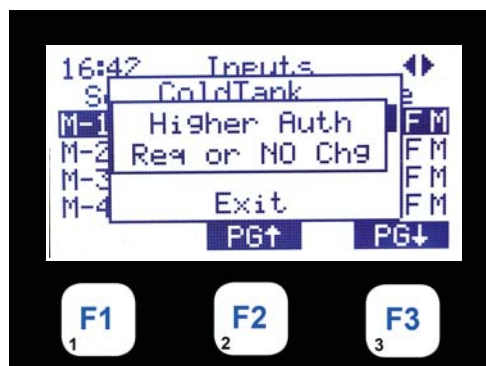 16:42 Inputs
ColdTank
M-1 Higher Auth F M
M-2 Req or NO Chg F M
M-3 F M
M-4 Exit F M
PG↑ PG↓
F1 F2 F3
1 2 3